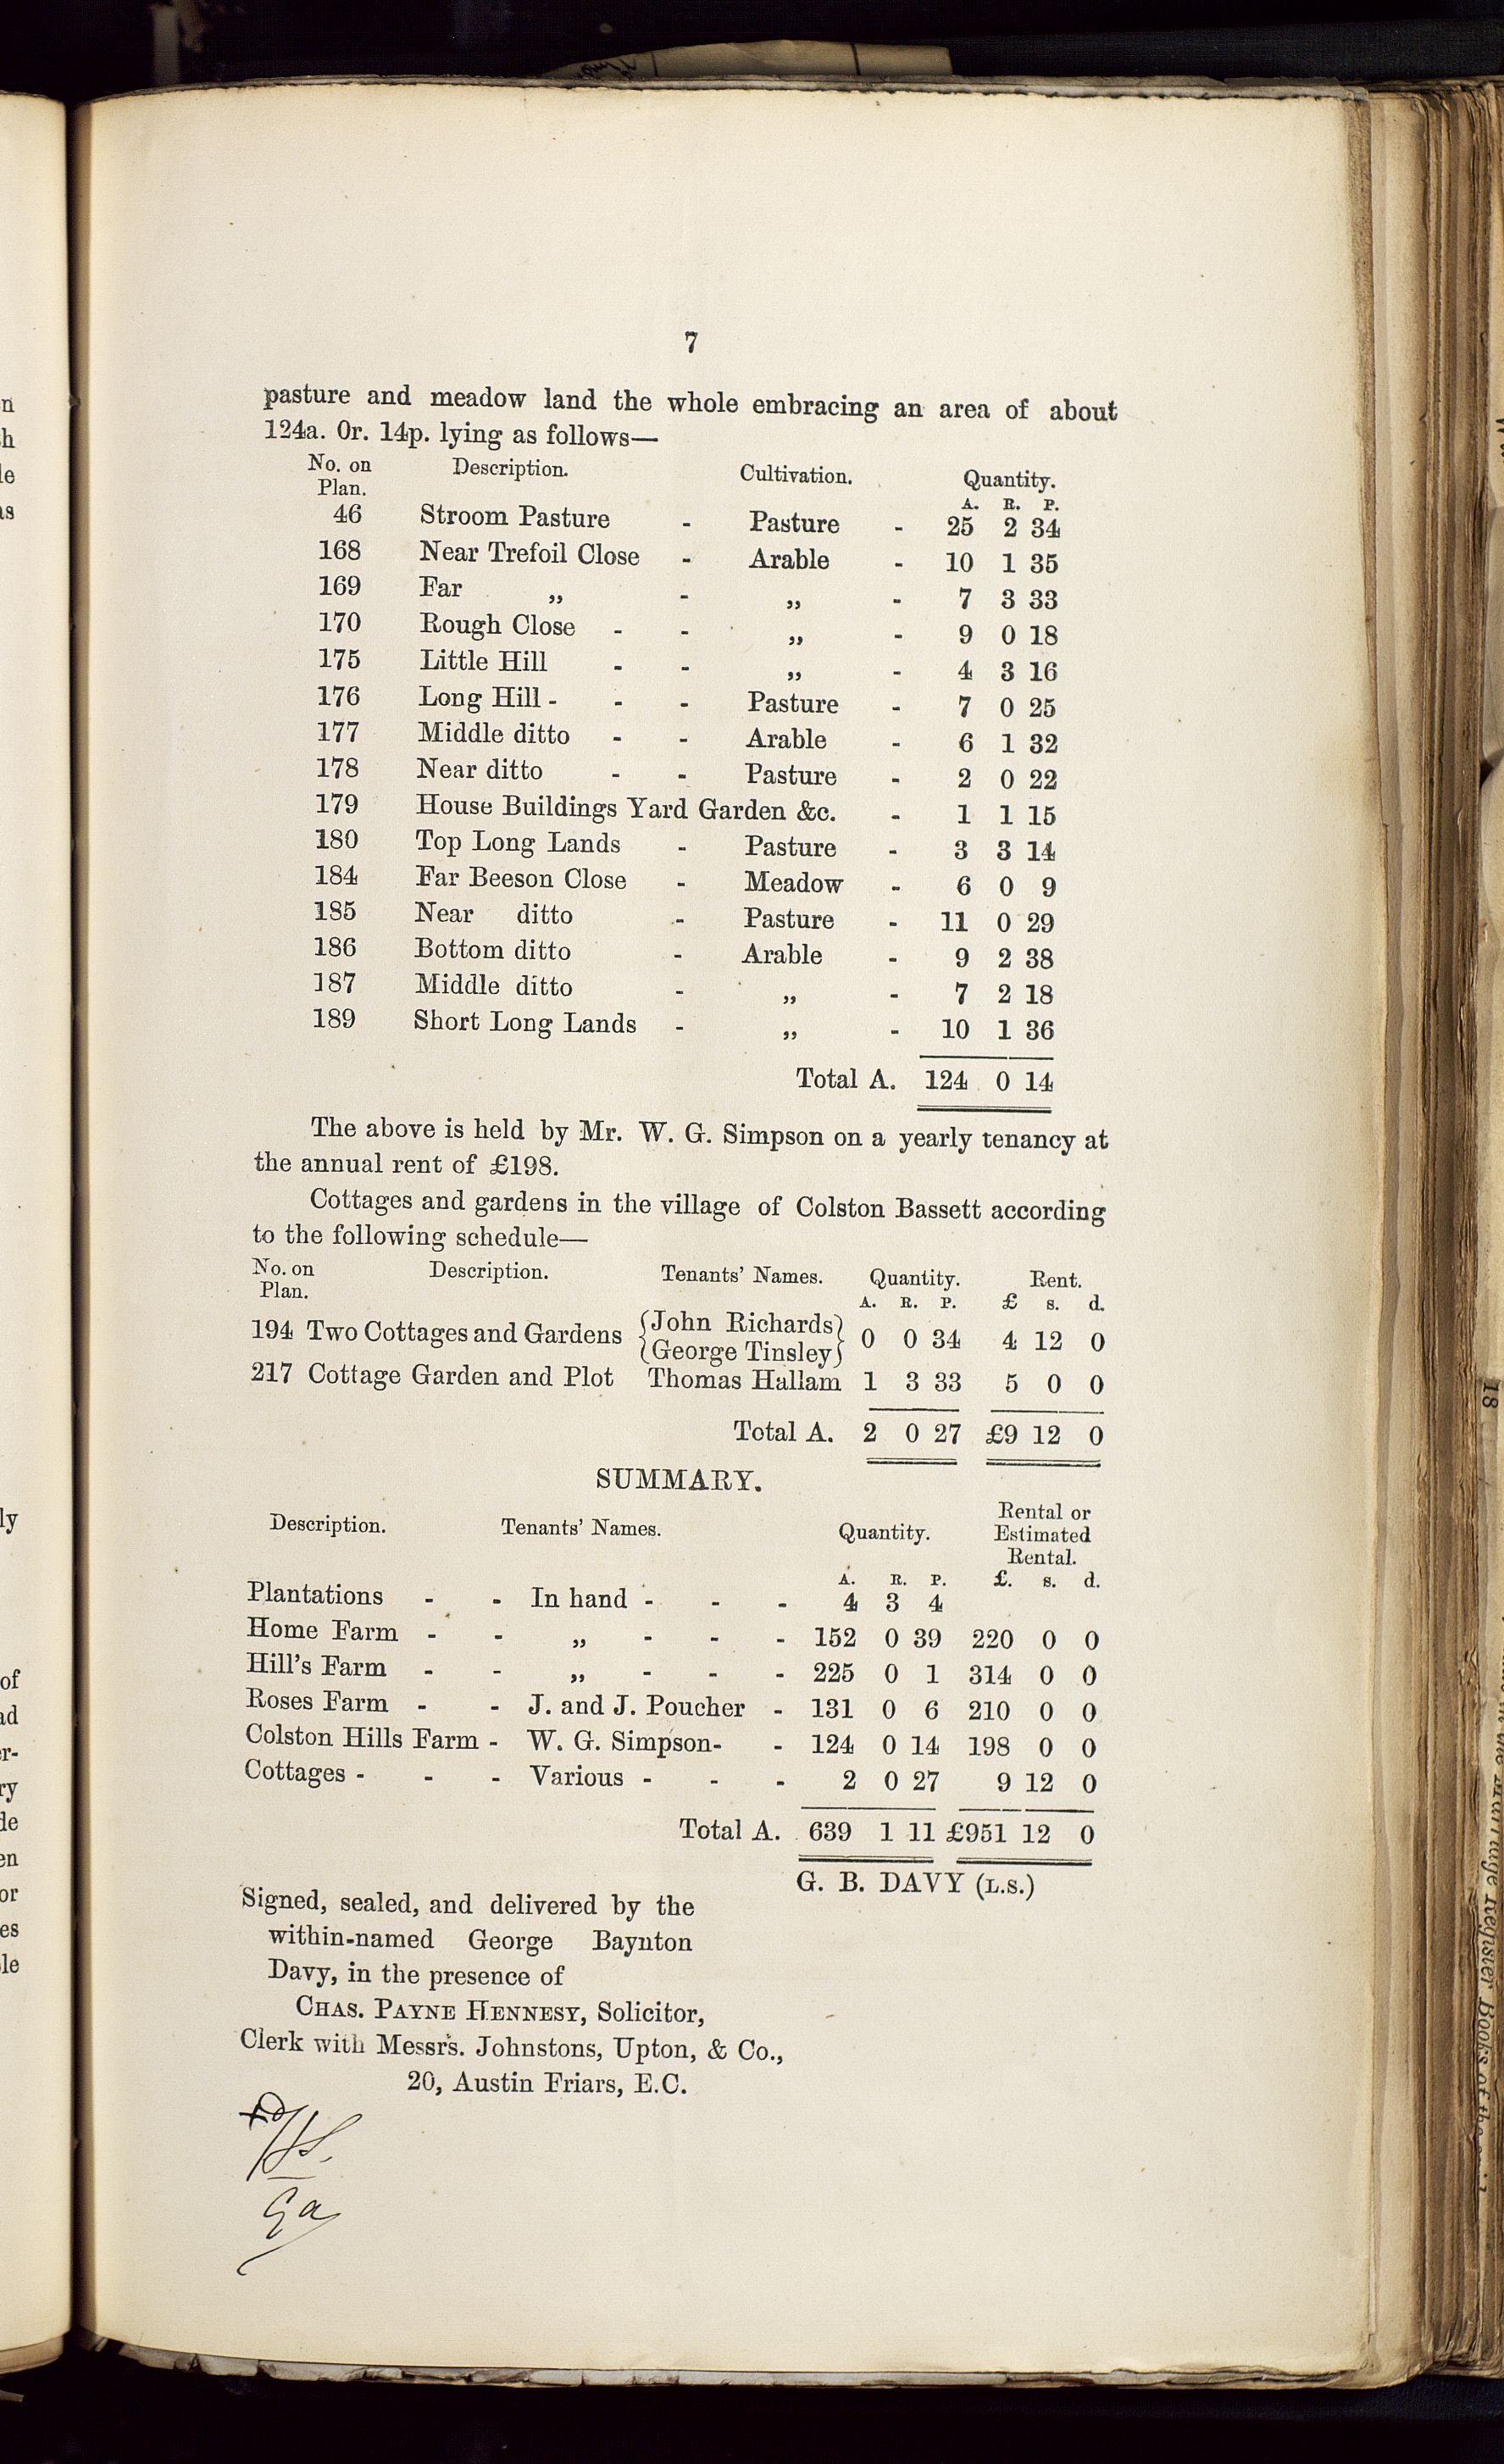 7
pasture and meadow land the whole embracing an area of about
124a. 0r. 14p. lying as follows—
No. on Plan. Description. Cultivation. Quantity.
A. R. P.
46 Stroom Pasture - Pasture - 25 2 34
168 Near Trefoil Close - Arable - 10 1 35
169 Far „ - „ - 7 3 33
170 Rough Close - - „ - 9 0 18
175 Little Hill - - „ - 4 3 16
176 Long Hill - - - Pasture - 7 0 25
177 Middle ditto - - Arable - 6 1 32
178 Near ditto - - Pasture - 2 0 22
179 House Buildings Yard Garden &c. - 1 1 15
180 Top Long Lands - Pasture - 3 3 14
184 Far Beeson Close - Meadow - 6 0 9
185 Near ditto - Pasture - 11 0 29
186 Bottom ditto - Arable - 9 2 38
187 Middle ditto - „ - 7 2 18
189 Short Long Lands - „ - 10 1 36
Total A. 124 0 14
The above is held by Mr. W. G. Simpson on a yearly tenancy at
the annual rent of £198.
Cottages and gardens in the village of Colston Bassett according
to the following schedule—
No. on Plan. Description. Tenants' Names. Quantity. Rent.
A. R. P. £ s. d.
194 Two Cottages and Gardens {John Richards} 0 0 34 4 12 0
{George Tinsley}
217 Cottage Garden and Plot Thomas Hallam 1 3 33 5 0 0
Total A. 2 0 27 £9 12 0
SUMMARY.
Description. Tenants' Names. Quantity. Rental or
Estimated
Rental.
A. R. P. £. s. d.
Plantations - - In hand - - - 4 3 4
Home Farm - - „ - - - 152 0 39 220 0 0
Hill's Farm - - „ - - - 225 0 1 314 0 0
Roses Farm - - J. and J. Poucher - 131 0 6 210 0 0
Colston Hills Farm - W. G. Simpson- - 124 0 14 198 0 0
Cottages - - - Various - - - 2 0 27 9 12 0
Total A. 639 1 11 £951 12 0
G. B. DAVY (L.S.)
Signed, sealed, and delivered by the
within-named George Baynton
Davy, in the presence of
CHAS. PAYNE HENNESY, Solicitor,
Clerk with Messrs. Johnstons, Upton, & Co.,
20, Austin Friars, E.C.
18